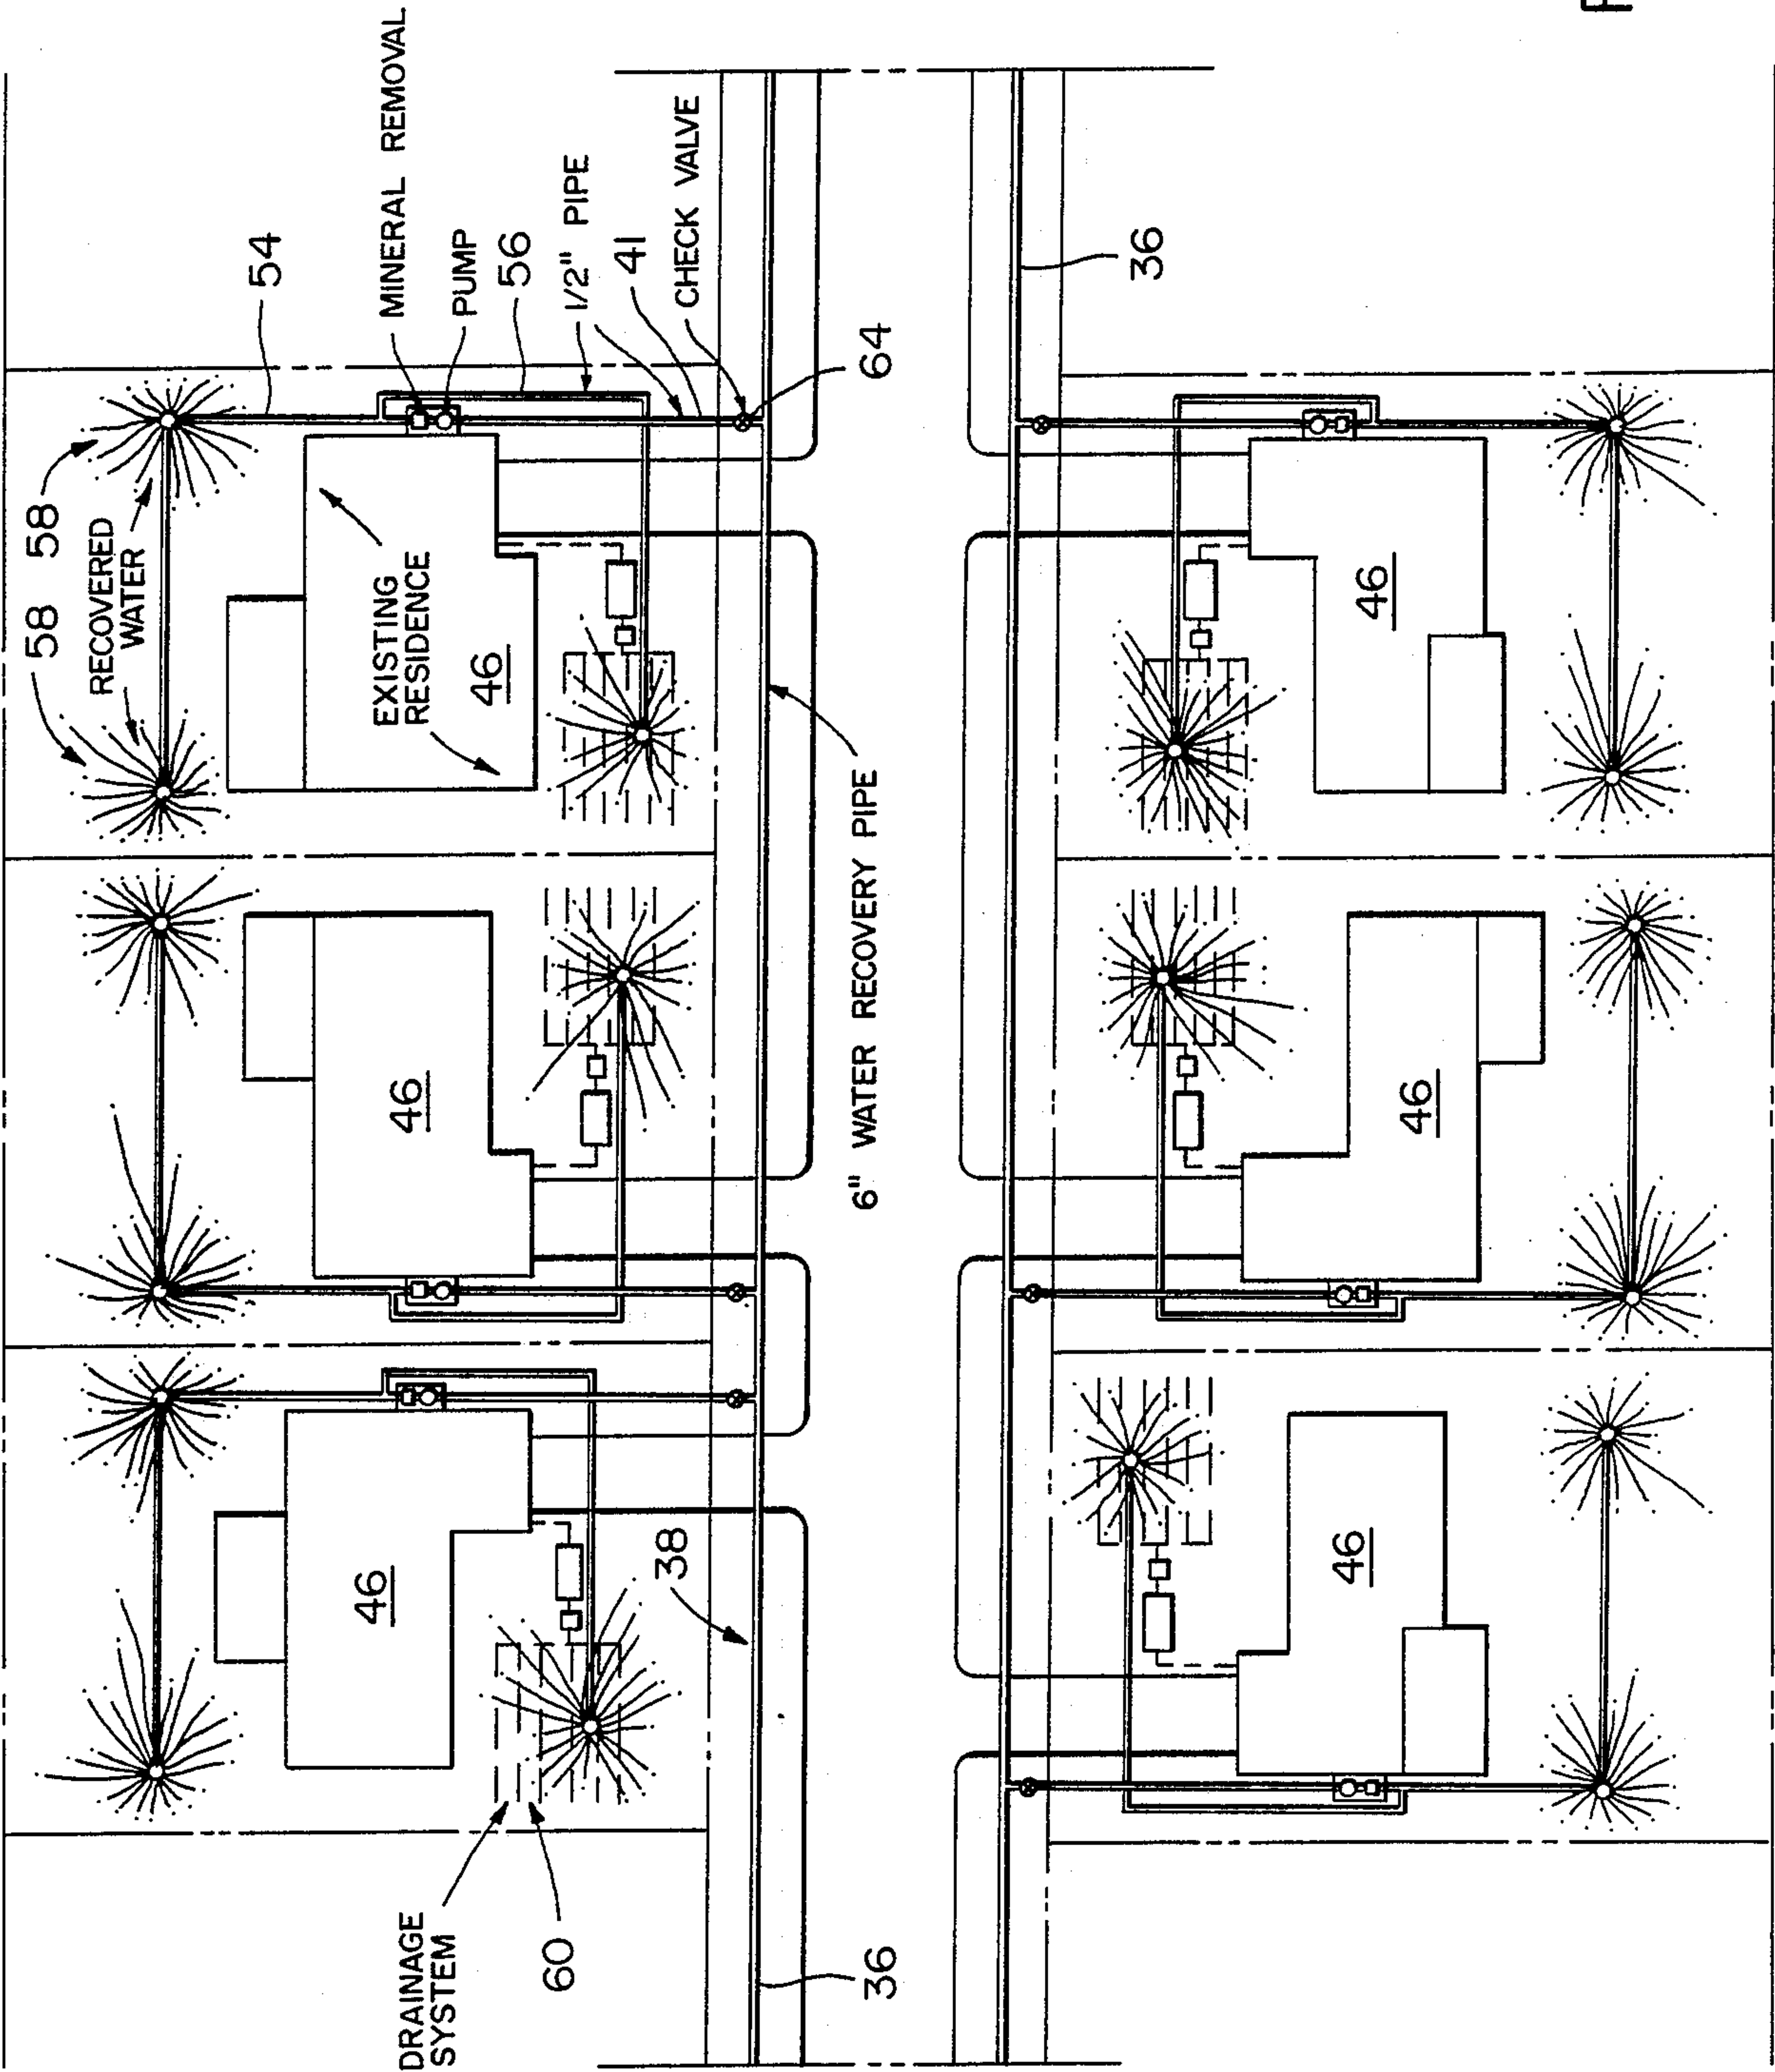 58
58
RECOVERED
WATER
54
MINERAL REMOVAL
PUMP
56
1/2" PIPE
41
CHECK VALVE
64
EXISTING
RESIDENCE
46
46
46
6" WATER RECOVERY PIPE
38
DRAINAGE
SYSTEM
60
36
36
46
46
46